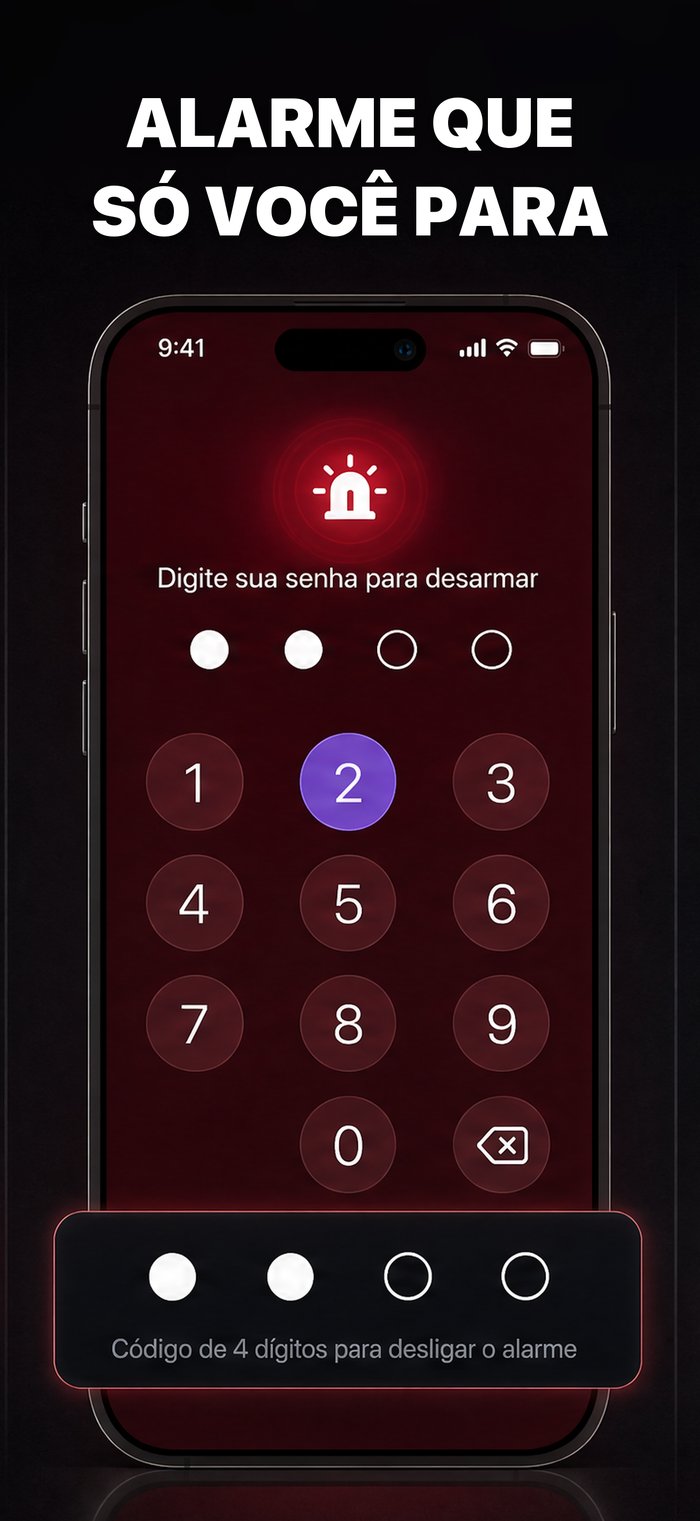 ALARME QUE
SÓ VOCÊ PARA
9:41
Digite sua senha para desarmar
1 2 3
4 5 6
7 8 9
0
Código de 4 dígitos para desligar o alarme